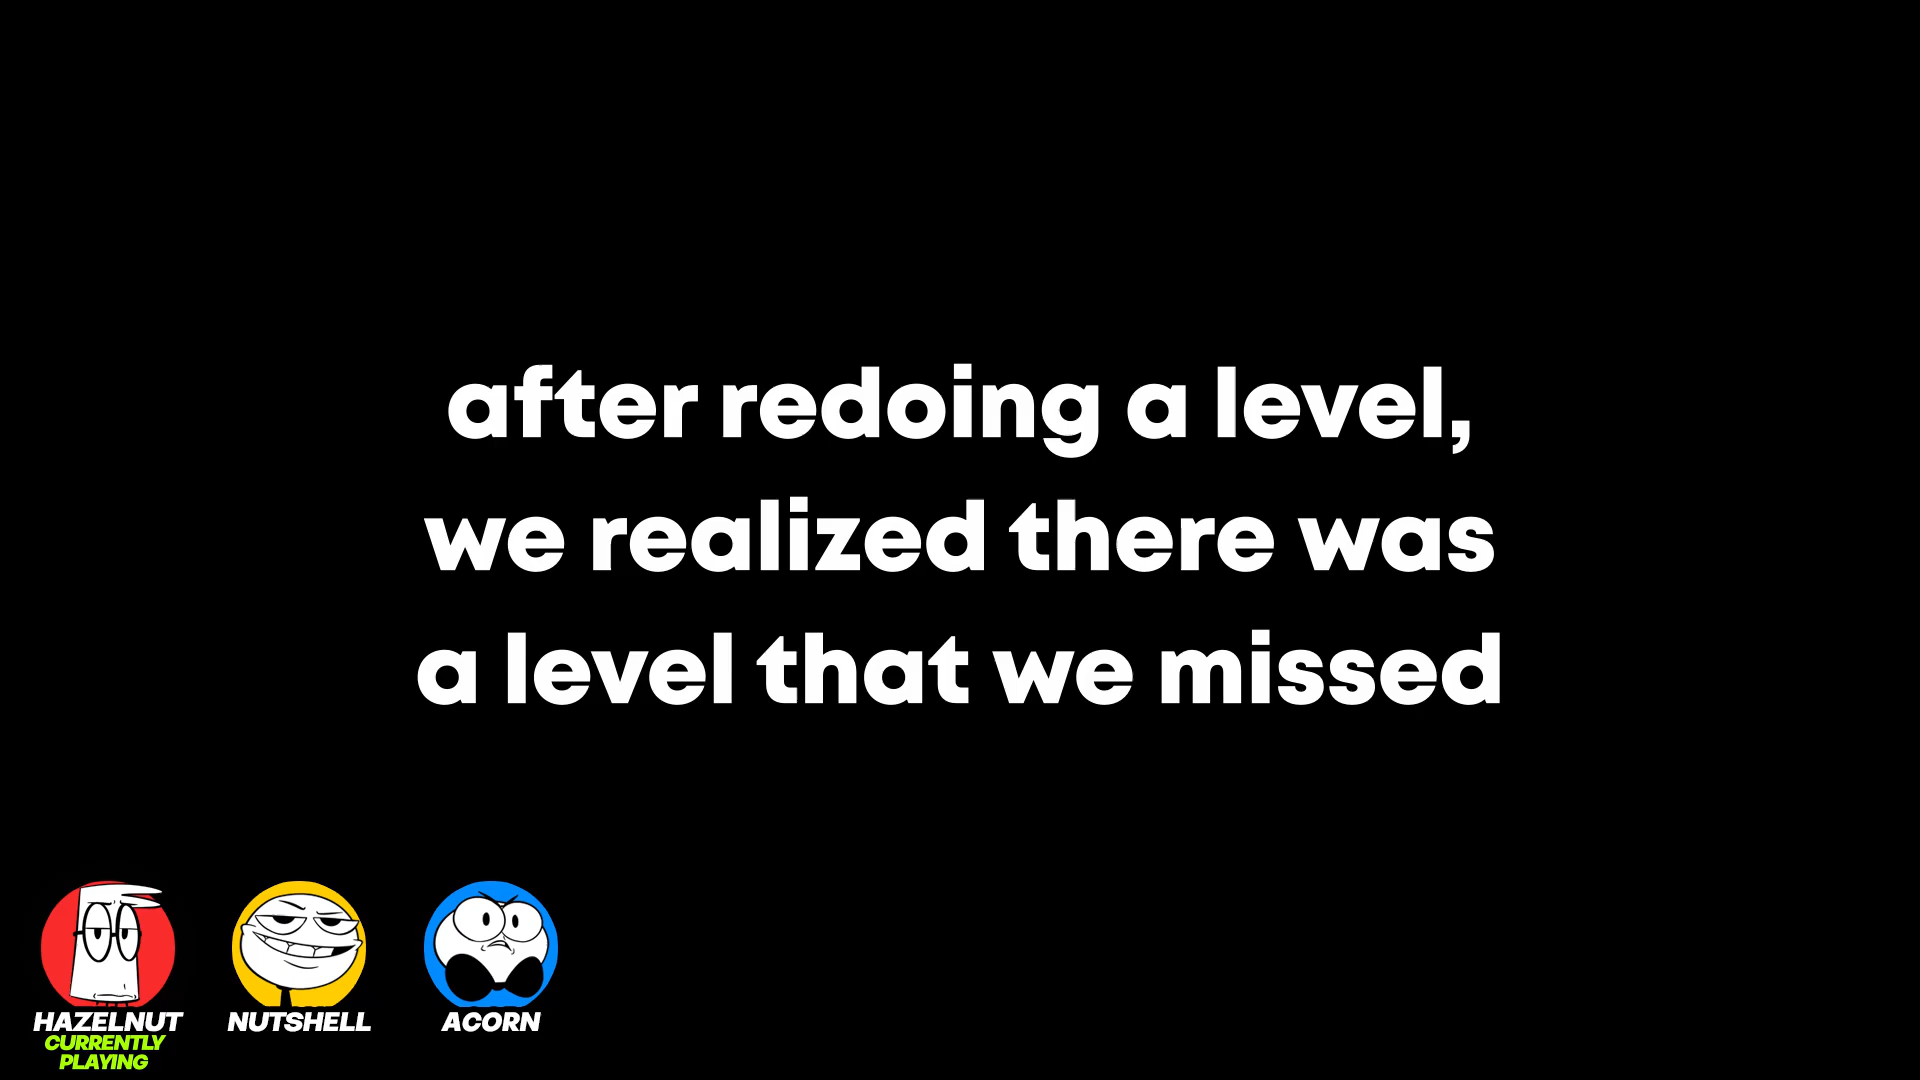 after redoing a level,
we realized there was
a level that we missed
HAZELNUT
CURRENTLY
PLAYING
NUTSHELL
ACORN